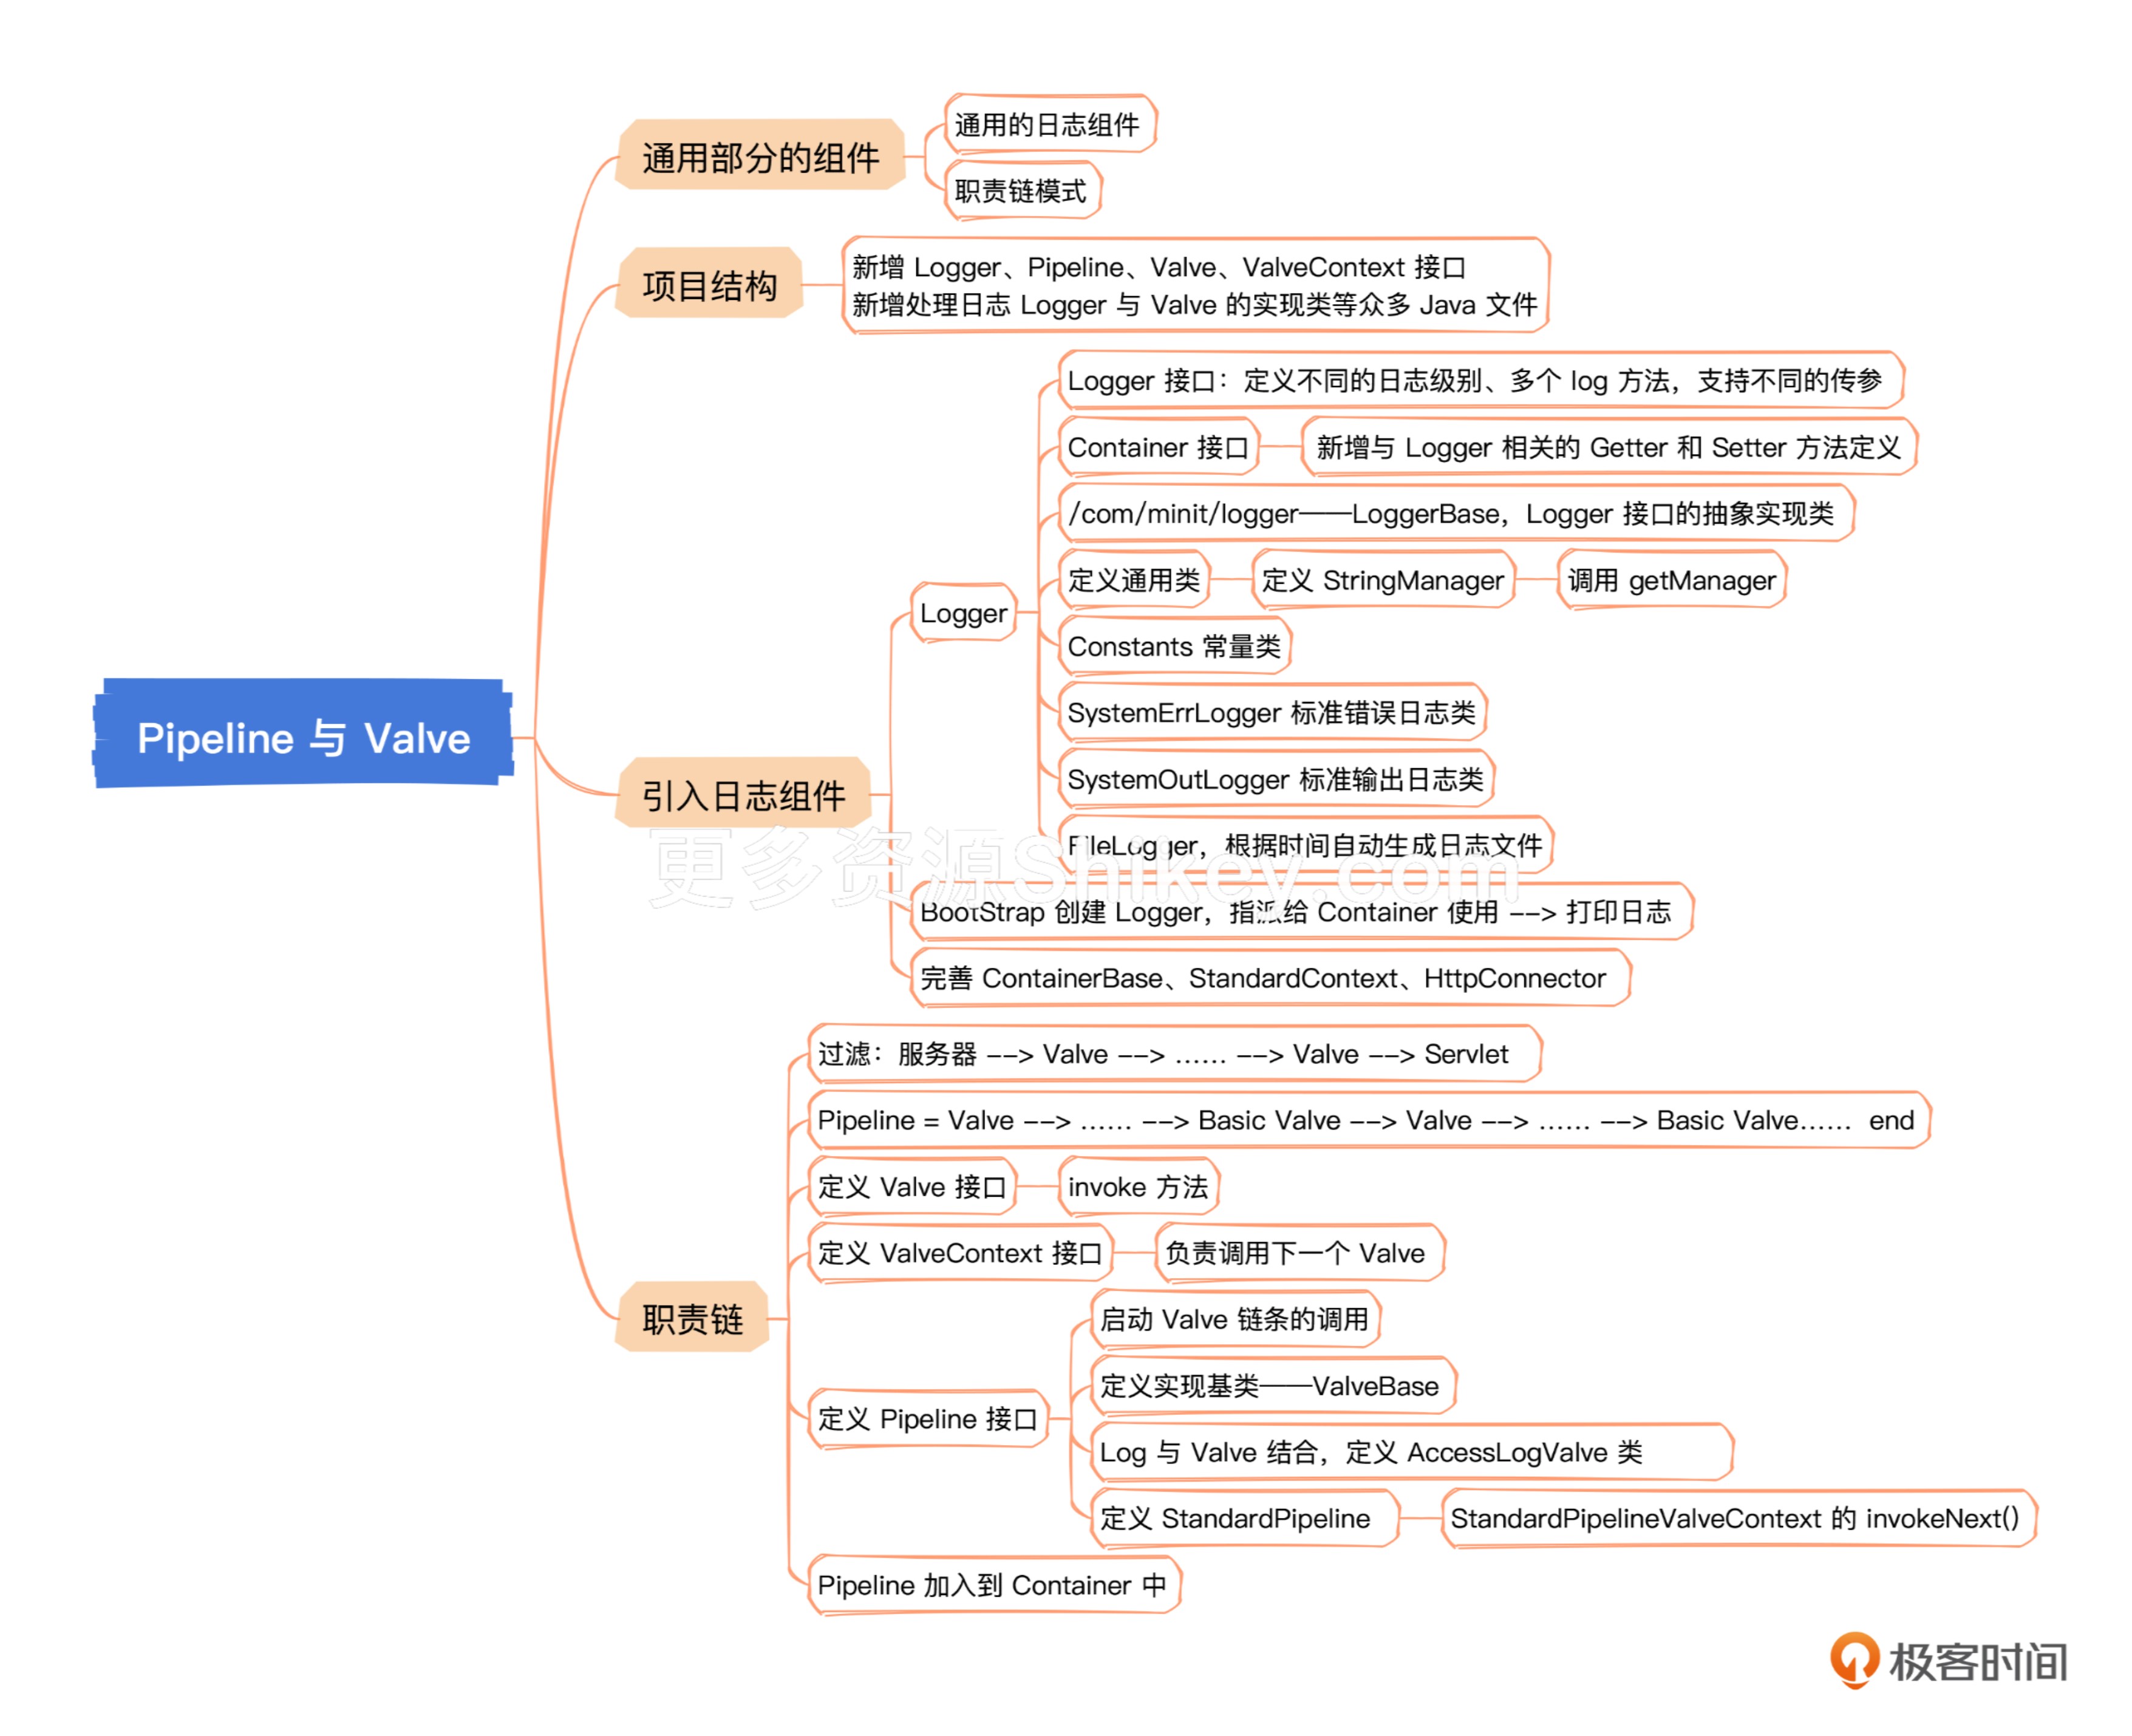 通用的日志组件
通用部分的组件
职责链模式
项目结构
新增 Logger、Pipeline、Valve、ValveContext 接口
新增处理日志 Logger 与 Valve 的实现类等众多 Java 文件
Logger 接口：定义不同的日志级别、多个 log 方法，支持不同的传参
Container 接口
新增与 Logger 相关的 Getter 和 Setter 方法定义
/com/minit/logger——LoggerBase，Logger 接口的抽象实现类
定义通用类
定义 StringManager
调用 getManager
Logger
Constants 常量类
SystemErrLogger 标准错误日志类
Pipeline 与 Valve
SystemOutLogger 标准输出日志类
引入日志组件
FileLogger，根据时间自动生成日志文件
更多资源Shikey.com
BootStrap 创建 Logger，指派给 Container 使用 --> 打印日志
完善 ContainerBase、StandardContext、HttpConnector
过滤：服务器 --> Valve --> …… --> Valve --> Servlet
Pipeline = Valve --> …… --> Basic Valve --> Valve --> …… --> Basic Valve…… end
定义 Valve 接口
invoke 方法
定义 ValveContext 接口
负责调用下一个 Valve
职责链
启动 Valve 链条的调用
定义实现基类——ValveBase
定义 Pipeline 接口
Log 与 Valve 结合，定义 AccessLogValve 类
定义 StandardPipeline
StandardPipelineValveContext 的 invokeNext()
Pipeline 加入到 Container 中
极客时间